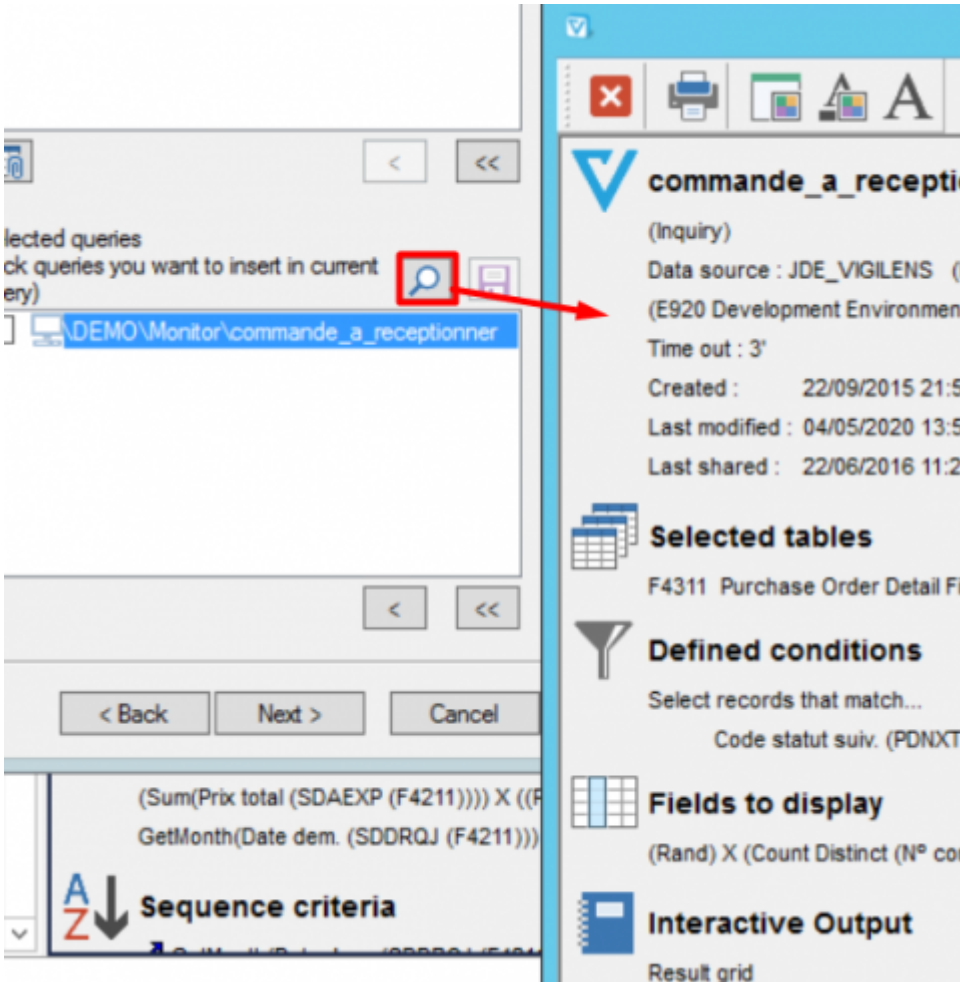 <
<<
lected queries
ck queries you want to insert in current
ery)
\DEMO\Monitor\commande_a_receptionner
<
<<
< Back
Next >
Cancel
(Sum(Prix total (SDAEXP (F4211)))) X ((
GetMonth(Date dem. (SDDRQJ (F4211)))
Sequence criteria
commande_a_recepti
(Inquiry)
Data source : JDE_VIGILENS (
(E920 Development Environmen
Time out : 3'
Created : 22/09/2015 21:5
Last modified : 04/05/2020 13:5
Last shared : 22/06/2016 11:2
Selected tables
F4311 Purchase Order Detail Fi
Defined conditions
Select records that match...
Code statut suiv. (PDNXT
Fields to display
(Rand) X (Count Distinct (Nº co
Interactive Output
Result grid